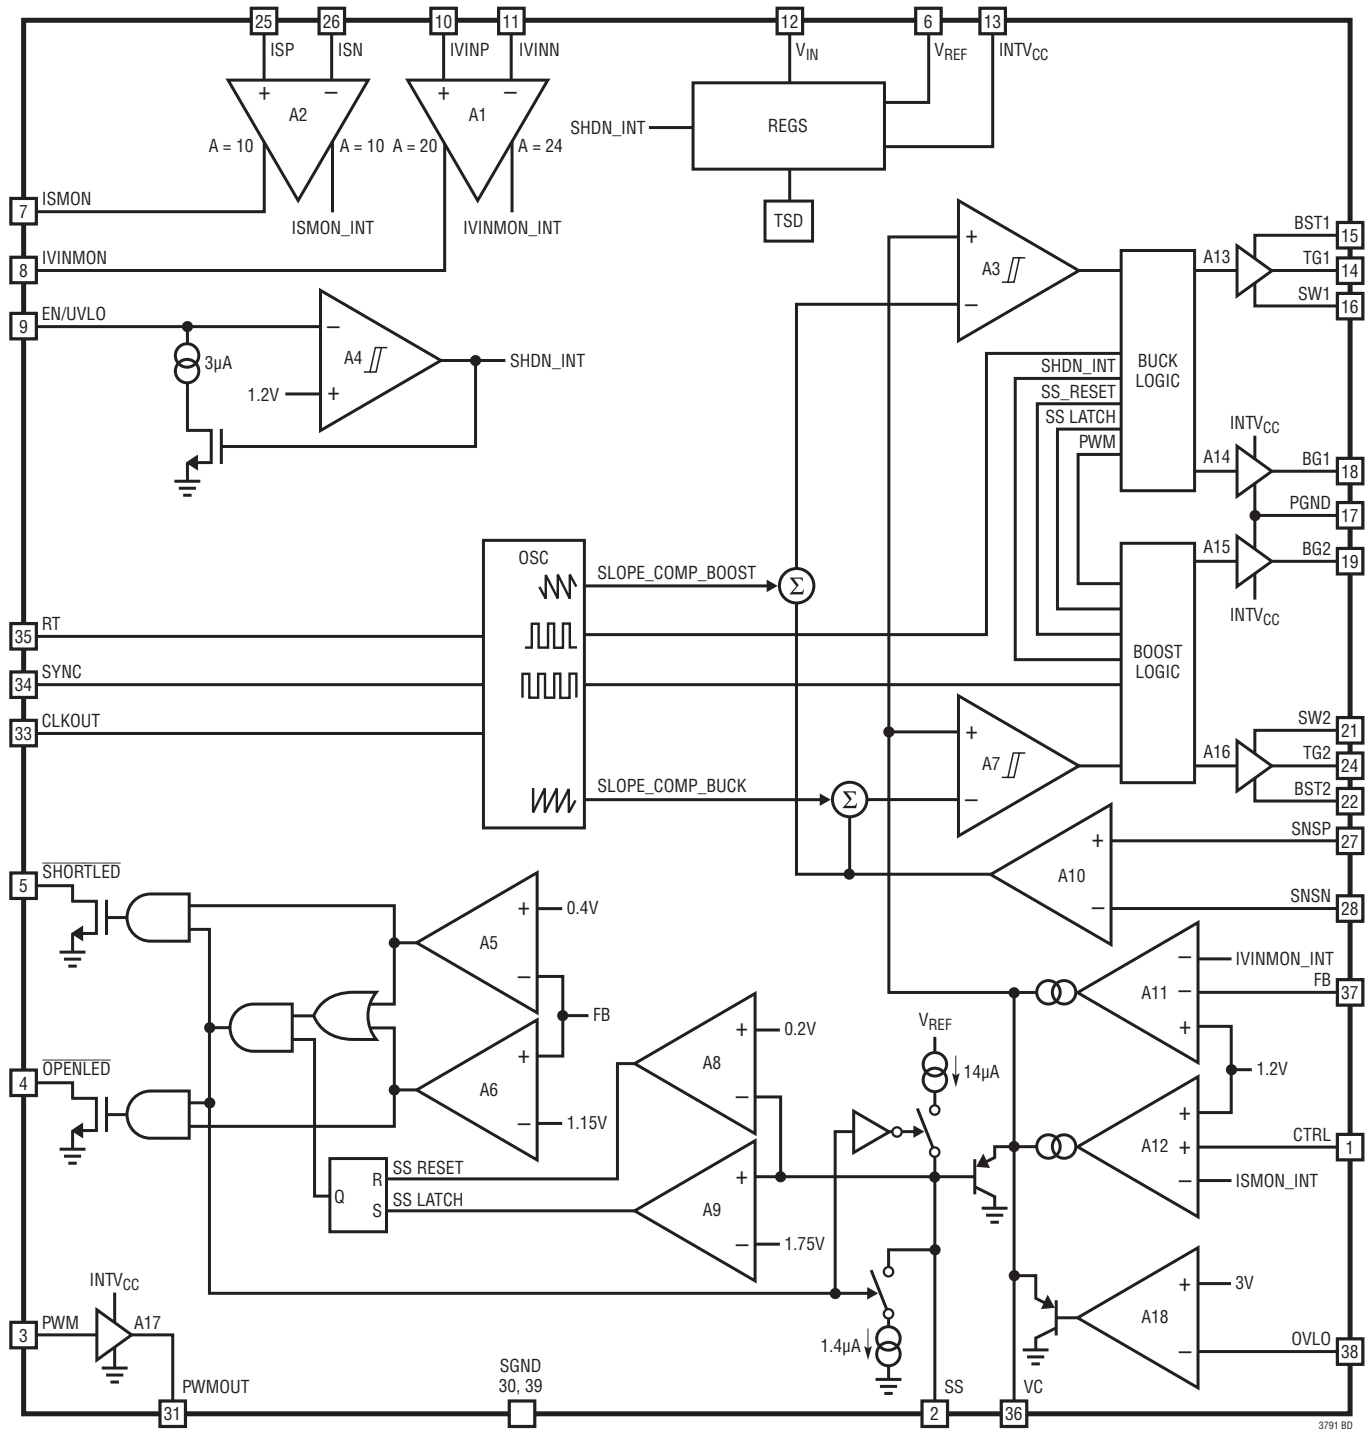 25 26 10 11 12 6 13
ISP ISN IVINP IVINN VIN VREF INTVCC
+ – + –
A2 A1
REGS
SHDN_INT
A = 10 A = 10 A = 20 A = 24
7 ISMON
ISMON_INT IVINMON_INT
TSD
8 IVINMON
9 EN/UVLO
–
A4
3µA
1.2V
+
SHDN_INT
+
A3
–
BUCK
LOGIC
SHDN_INT
SS_RESET
SS LATCH
PWM
A13
BST1 15
TG1 14
SW1 16
INTVCC
A14
BG1 18
PGND 17
A15
BG2 19
INTVCC
BOOST
LOGIC
OSC
SLOPE_COMP_BOOST
Σ
35 RT
34 SYNC
33 CLKOUT
SLOPE_COMP_BUCK
Σ
+
A7
–
A16
SW2 21
TG2 24
BST2 22
+
A10
–
SNSP 27
SNSN 28
5 SHORTLED
+ 0.4V
A5
–
FB
+
A6
– 1.15V
4 OPENLED
– IVINMON_INT
A11
– FB 37
+
1.2V
+
A12
+ CTRL 1
– ISMON_INT
+ 0.2V
A8
–
VREF
14µA
+
A9
– 1.75V
SS RESET
SS LATCH
Q R
S
1.4µA
+ 3V
A18
– OVLO 38
INTVCC
3 PWM A17
PWMOUT
31
SGND
30, 39
SS
2
VC
36
3791 BD